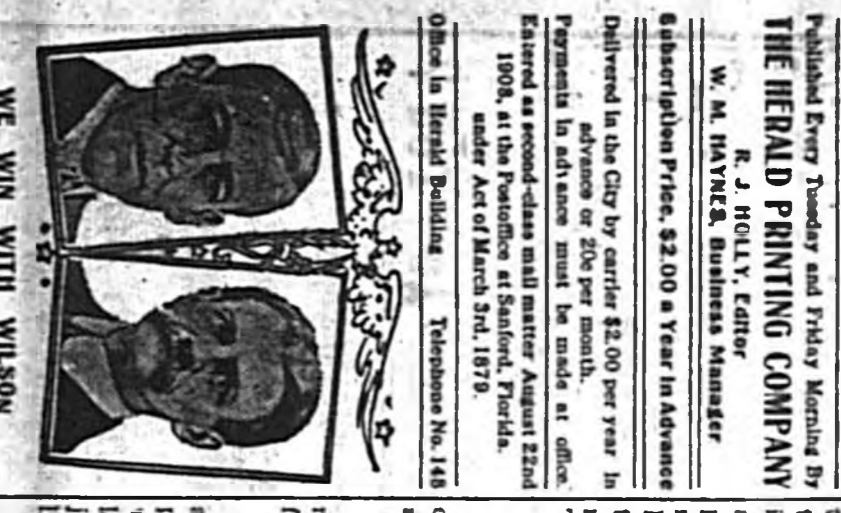 Published Every Tuesday and Friday Morning By
THE HERALD PRINTING COMPANY
R. J. HOLLY, Editor
W. M. HAYNES, Business Manager
Subscription Price, $2.00 a Year in Advance
Delivered in the City by carrier $2.00 per year in
advance or 20c per month.
Payments in advance must be made at office.
Entered as second-class mail matter August 22nd
1908, at the Postoffice at Sanford, Florida.
under Act of March 3rd, 1879.
Office in Herald Building Telephone No. 148
WE WIN WITH WILSON